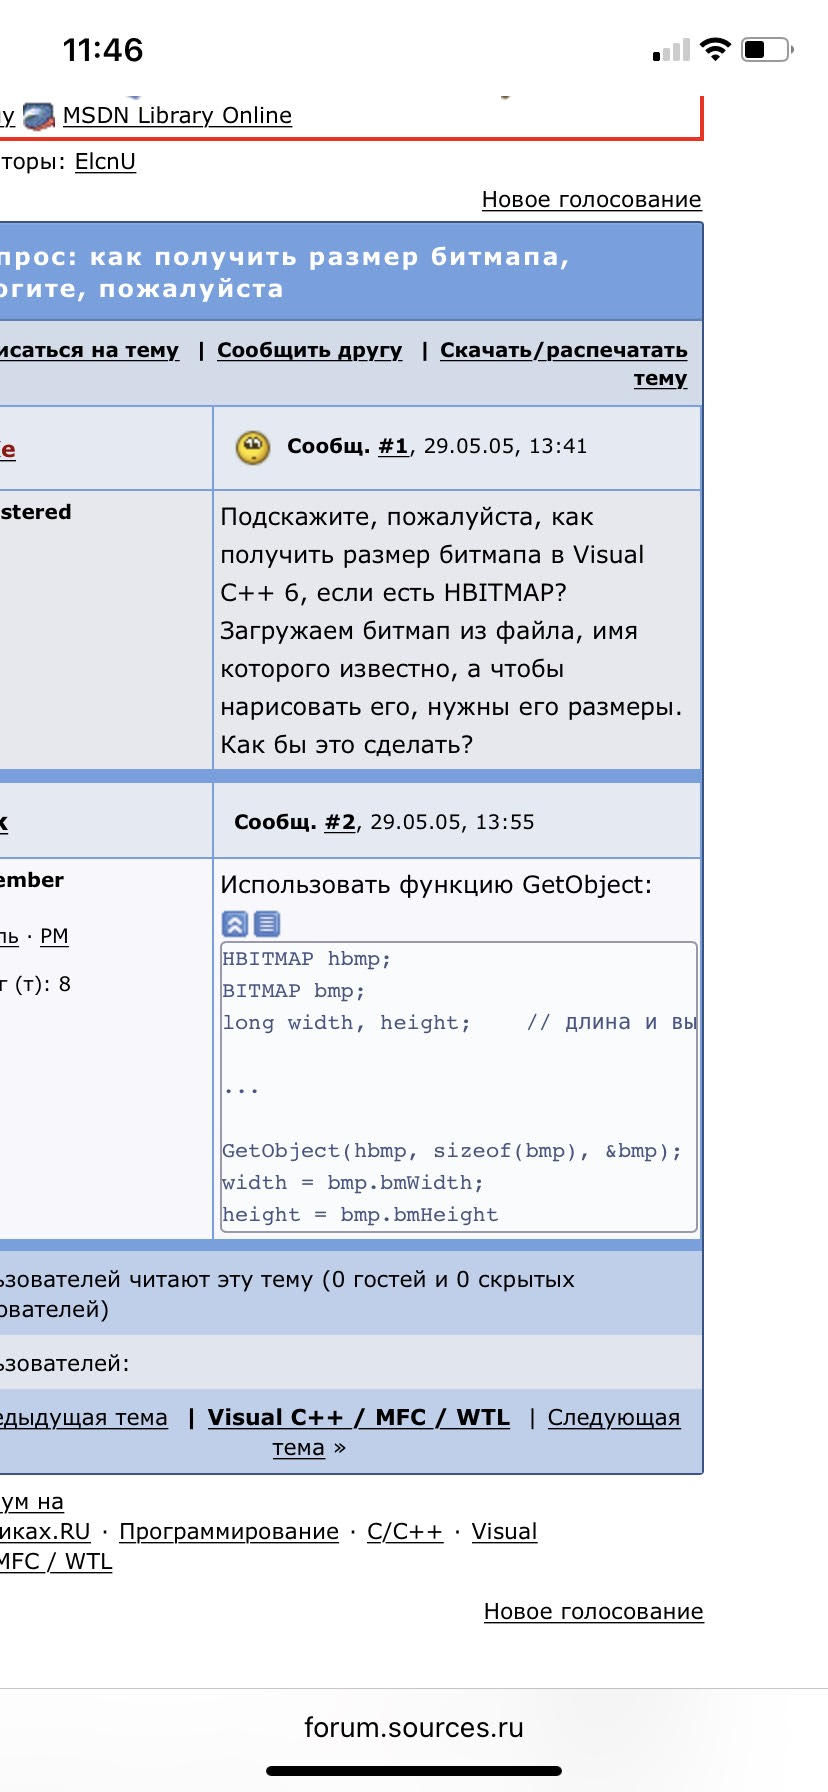 11:46
MSDN Library Online
торы: ElcnU
Новое голосование
прос: как получить размер битмапа,
огите, пожалуйста
исаться на тему | Сообщить другу | Скачать/распечатать
тему
е
Сообщ. #1, 29.05.05, 13:41
stered
Подскажите, пожалуйста, как
получить размер битмапа в Visual
C++ 6, если есть HBITMAP?
Загружаем битмап из файла, имя
которого известно, а чтобы
нарисовать его, нужны его размеры.
Как бы это сделать?
Сообщ. #2, 29.05.05, 13:55
ember
ль · PM
г (т): 8
Использовать функцию GetObject:
HBITMAP hbmp;
BITMAP bmp;
long width, height;    // длина и вы
...
GetObject(hbmp, sizeof(bmp), &bmp);
width = bmp.bmWidth;
height = bmp.bmHeight
ьзователей читают эту тему (0 гостей и 0 скрытых
ователей)
ьзователей:
едыдущая тема | Visual C++ / MFC / WTL | Следующая
тема »
ум на
иках.RU · Программирование · C/C++ · Visual
MFC / WTL
Новое голосование
forum.sources.ru